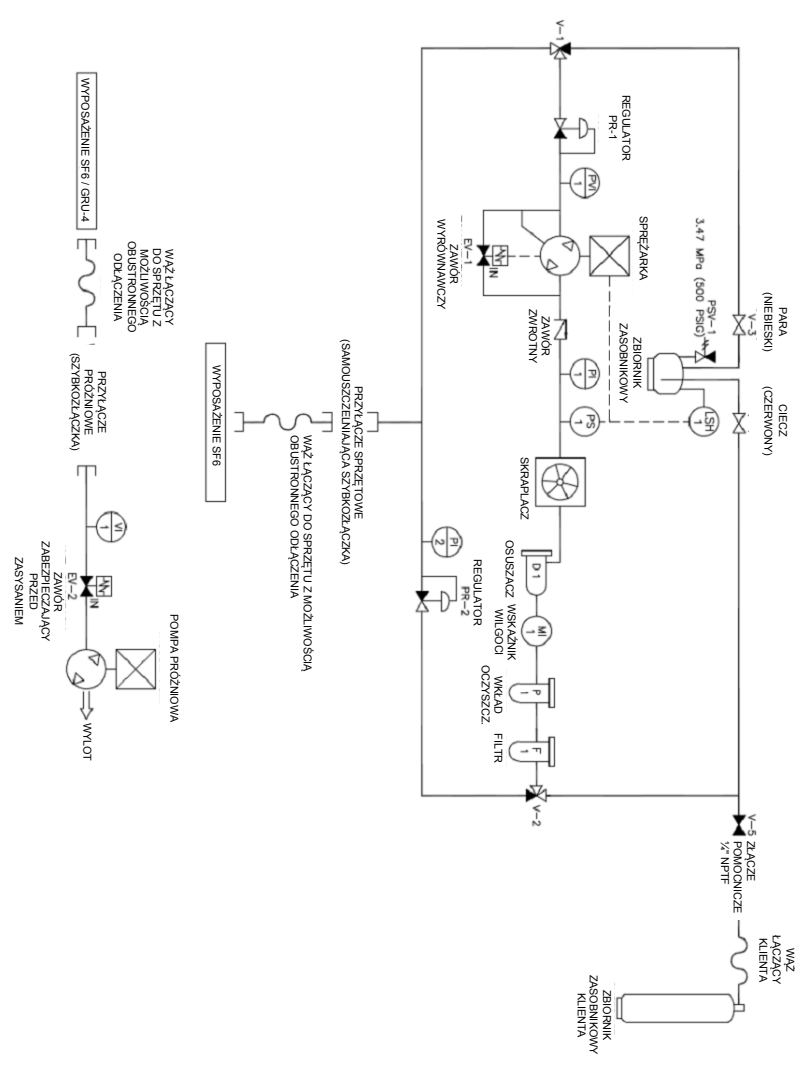 PARA
(NIEBIESKI)
V-3
CIECZ
(CZERWONY)
V-5
ZŁĄCZE
POMOCNICZE
¼" NPTF
WĄŻ
ŁĄCZĄCY
KLIENTA
ZBIORNIK
ZASOBNIKOWY
KLIENTA
3.47 MPa (500 PSIG)
PSV-1
ZBIORNIK
ZASOBNIKOWY
LSH
1
SPRĘŻARKA
V-1
REGULATOR
PR-1
PVI
1
IN
EV-1
ZAWÓR
WYRÓWNAWCZY
ZAWÓR
ZWROTNY
PI
1
PS
1
SKRAPLACZ
D1
OSUSZACZ
MI
1
WSKAŹNIK
WILGOCI
P
1
WKŁAD
OCZYSZCZ.
F
1
FILTR
V-2
PI
2
REGULATOR
PR-2
PRZYŁĄCZE SPRZĘTOWE
(SAMOUSZCZELNIAJĄCA SZYBKOZŁĄCZKA)
WĄŻ ŁĄCZĄCY DO SPRZĘTU Z MOŻLIWOŚCIĄ
OBUSTRONNEGO ODŁĄCZENIA
WYPOSAŻENIE SF6
WYPOSAŻENIE SF6 / GRU-4
WĄŻ ŁĄCZĄCY
DO SPRZĘTU Z
MOŻLIWOŚCIĄ
OBUSTRONNEGO
ODŁĄCZENIA
PRZYŁĄCZE
PRÓŻNIOWE
(SZYBKOZŁĄCZKA)
VI
1
IN
EV-2
ZAWÓR
ZABEZPIECZAJĄCY
PRZED
ZASYSANIEM
POMPA PRÓŻNIOWA
WYLOT